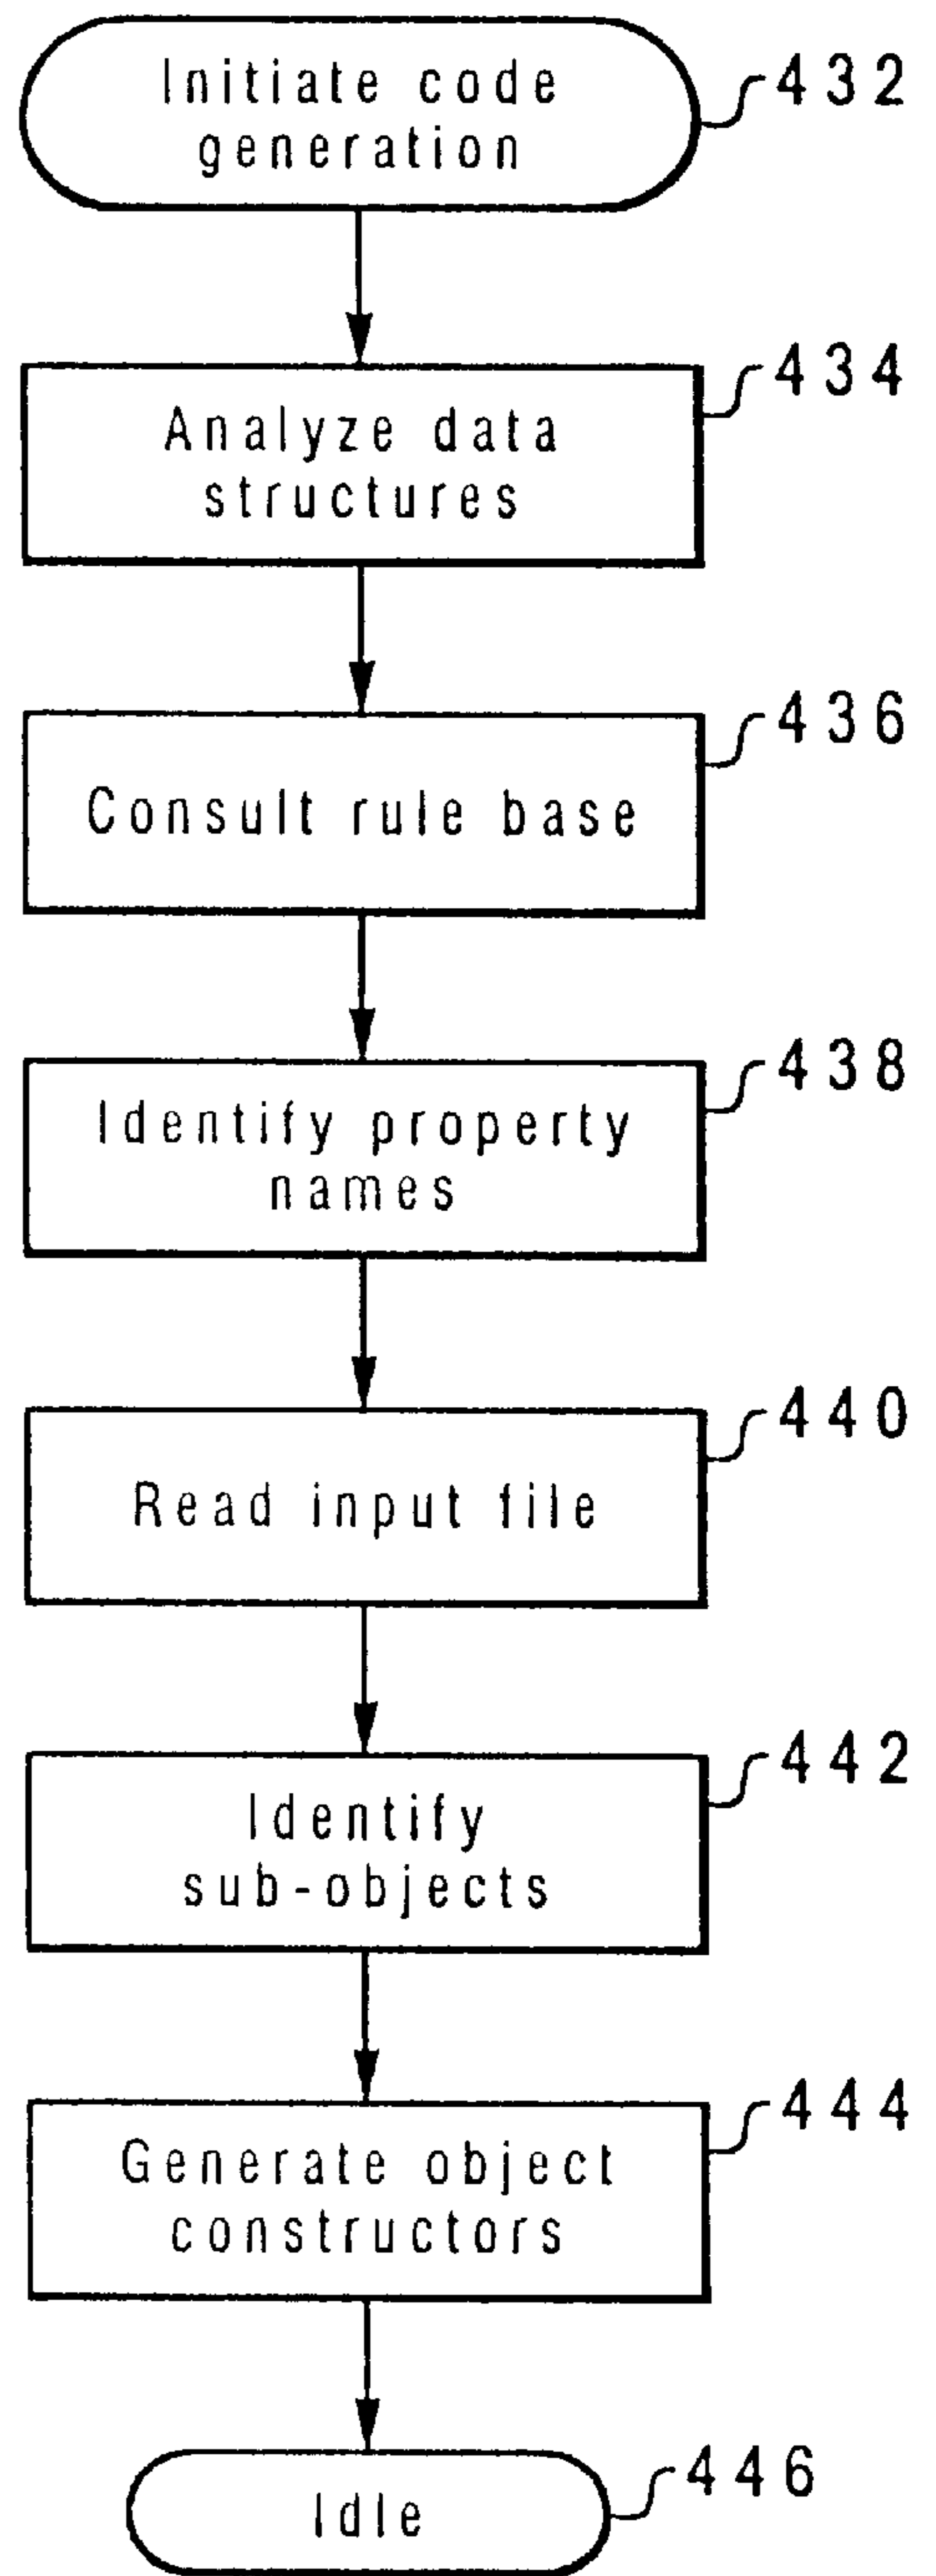 Initiate code
generation
432
Analyze data
structures
434
Consult rule base
436
Identify property
names
438
Read input file
440
Identify
sub-objects
442
Generate object
constructors
444
Idle
446